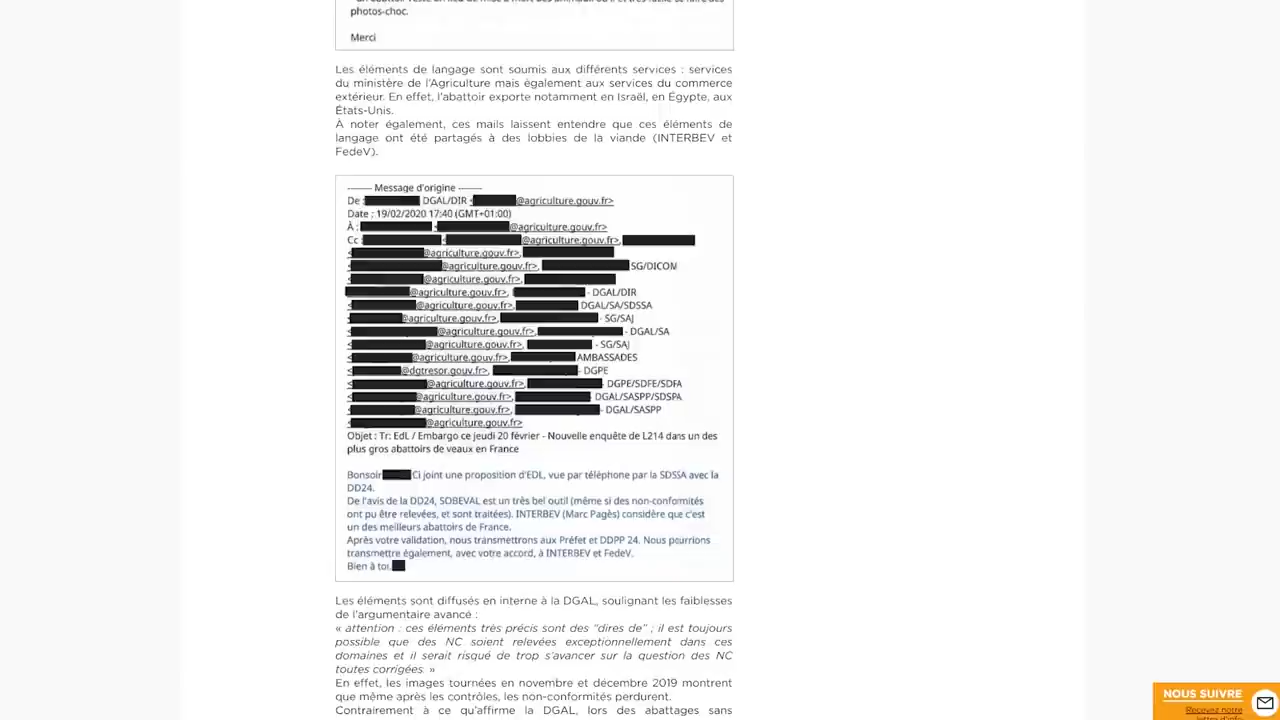 photos-choc.
Merci
Les éléments de langage sont soumis aux différents services : services
du ministère de l'Agriculture mais également aux services du commerce
extérieur. En effet, l'abattoir exporte notamment en Israël, en Égypte, aux
États-Unis.
À noter également, ces mails laissent entendre que ces éléments de
langage ont été partagés à des lobbies de la viande (INTERBEV et
FedeV).
-------- Message d'origine --------
De : DGAL/DIR < @agriculture.gouv.fr>
Date : 19/02/2020 17:40 (GMT+01:00)
À : < @agriculture.gouv.fr>
Cc : < @agriculture.gouv.fr>,
< @agriculture.gouv.fr>,
< @agriculture.gouv.fr>, SG/DICOM
< @agriculture.gouv.fr>,
@agriculture.gouv.fr>, - DGAL/DIR
< @agriculture.gouv.fr>, DGAL/SA/SDSSA
< @agriculture.gouv.fr>, - SG/SAJ
< @agriculture.gouv.fr>, - DGAL/SA
< @agriculture.gouv.fr>, - SG/SAJ
< @agriculture.gouv.fr>, AMBASSADES
< @dgtresor.gouv.fr>, - DGPE
< @agriculture.gouv.fr>, - DGPE/SDFE/SDFA
< @agriculture.gouv.fr>, - DGAL/SASPP/SDSPA
< @agriculture.gouv.fr>, - DGAL/SASPP
< @agriculture.gouv.fr>
Objet : Tr: EdL / Embargo ce jeudi 20 février - Nouvelle enquête de L214 dans un des
plus gros abattoirs de veaux en France
Bonsoir Ci joint une proposition d'EDL, vue par téléphone par la SDSSA avec la
DD24.
De l'avis de la DD24, SOBEVAL est un très bel outil (même si des non-conformités
ont pu être relevées, et sont traitées). INTERBEV (Marc Pagès) considère que c'est
un des meilleurs abattoirs de France.
Après votre validation, nous transmettrons aux Préfet et DDPP 24. Nous pourrions
transmettre également, avec votre accord, à INTERBEV et FedeV.
Bien à toi,
Les éléments sont diffusés en interne à la DGAL, soulignant les faiblesses
de l'argumentaire avancé :
« attention : ces éléments très précis sont des "dires de" ; il est toujours
possible que des NC soient relevées exceptionnellement dans ces
domaines et il serait risqué de trop s'avancer sur la question des NC
toutes corrigées. »
En effet, les images tournées en novembre et décembre 2019 montrent
que même après les contrôles, les non-conformités perdurent.
Contrairement à ce qu'affirme la DGAL, lors des abattages sans
NOUS SUIVRE
Recevez notre
lettre d'info